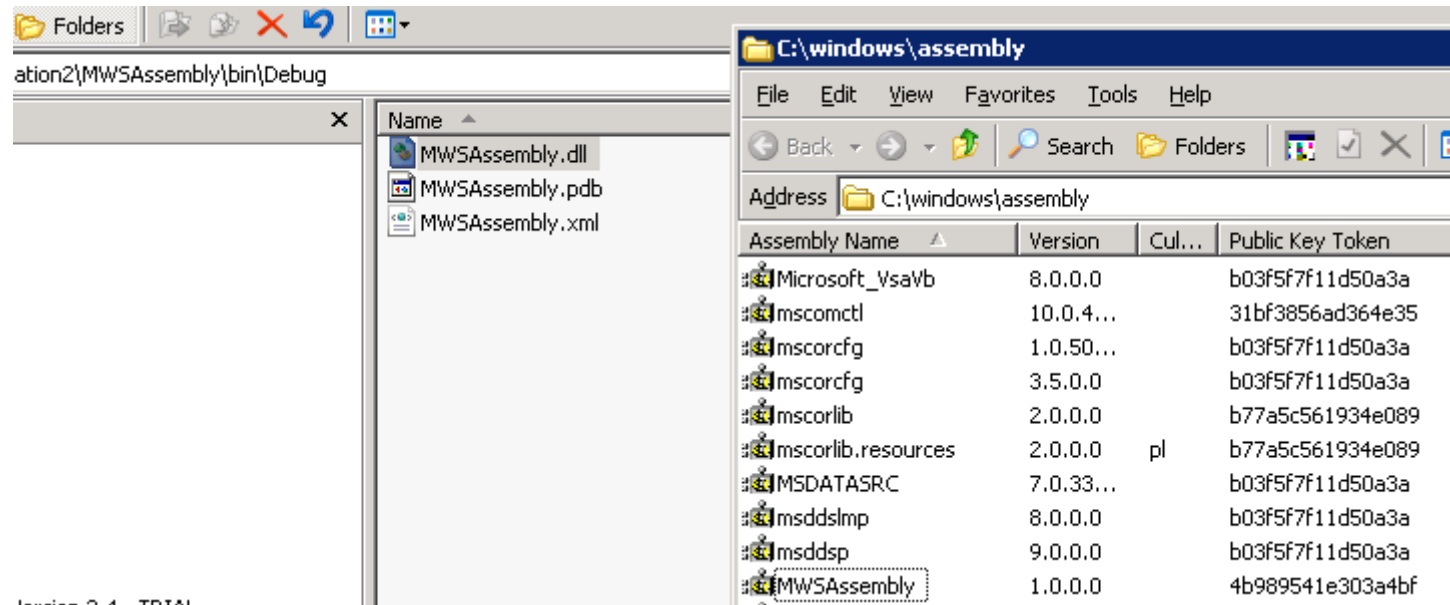 Folders
ation2\MWSAssembly\bin\Debug
Name
MWSAssembly.dll
MWSAssembly.pdb
MWSAssembly.xml
C:\windows\assembly
File Edit View Favorites Tools Help
Back Search Folders
Address C:\windows\assembly
Assembly Name Version Cul... Public Key Token
Microsoft_VsaVb 8.0.0.0 b03f5f7f11d50a3a
mscomctl 10.0.4... 31bf3856ad364e35
mscorcfg 1.0.50... b03f5f7f11d50a3a
mscorcfg 3.5.0.0 b03f5f7f11d50a3a
mscorlib 2.0.0.0 b77a5c561934e089
mscorlib.resources 2.0.0.0 pl b77a5c561934e089
MSDATASRC 7.0.33... b03f5f7f11d50a3a
msddslmp 8.0.0.0 b03f5f7f11d50a3a
msddsp 9.0.0.0 b03f5f7f11d50a3a
MWSAssembly 1.0.0.0 4b989541e303a4bf